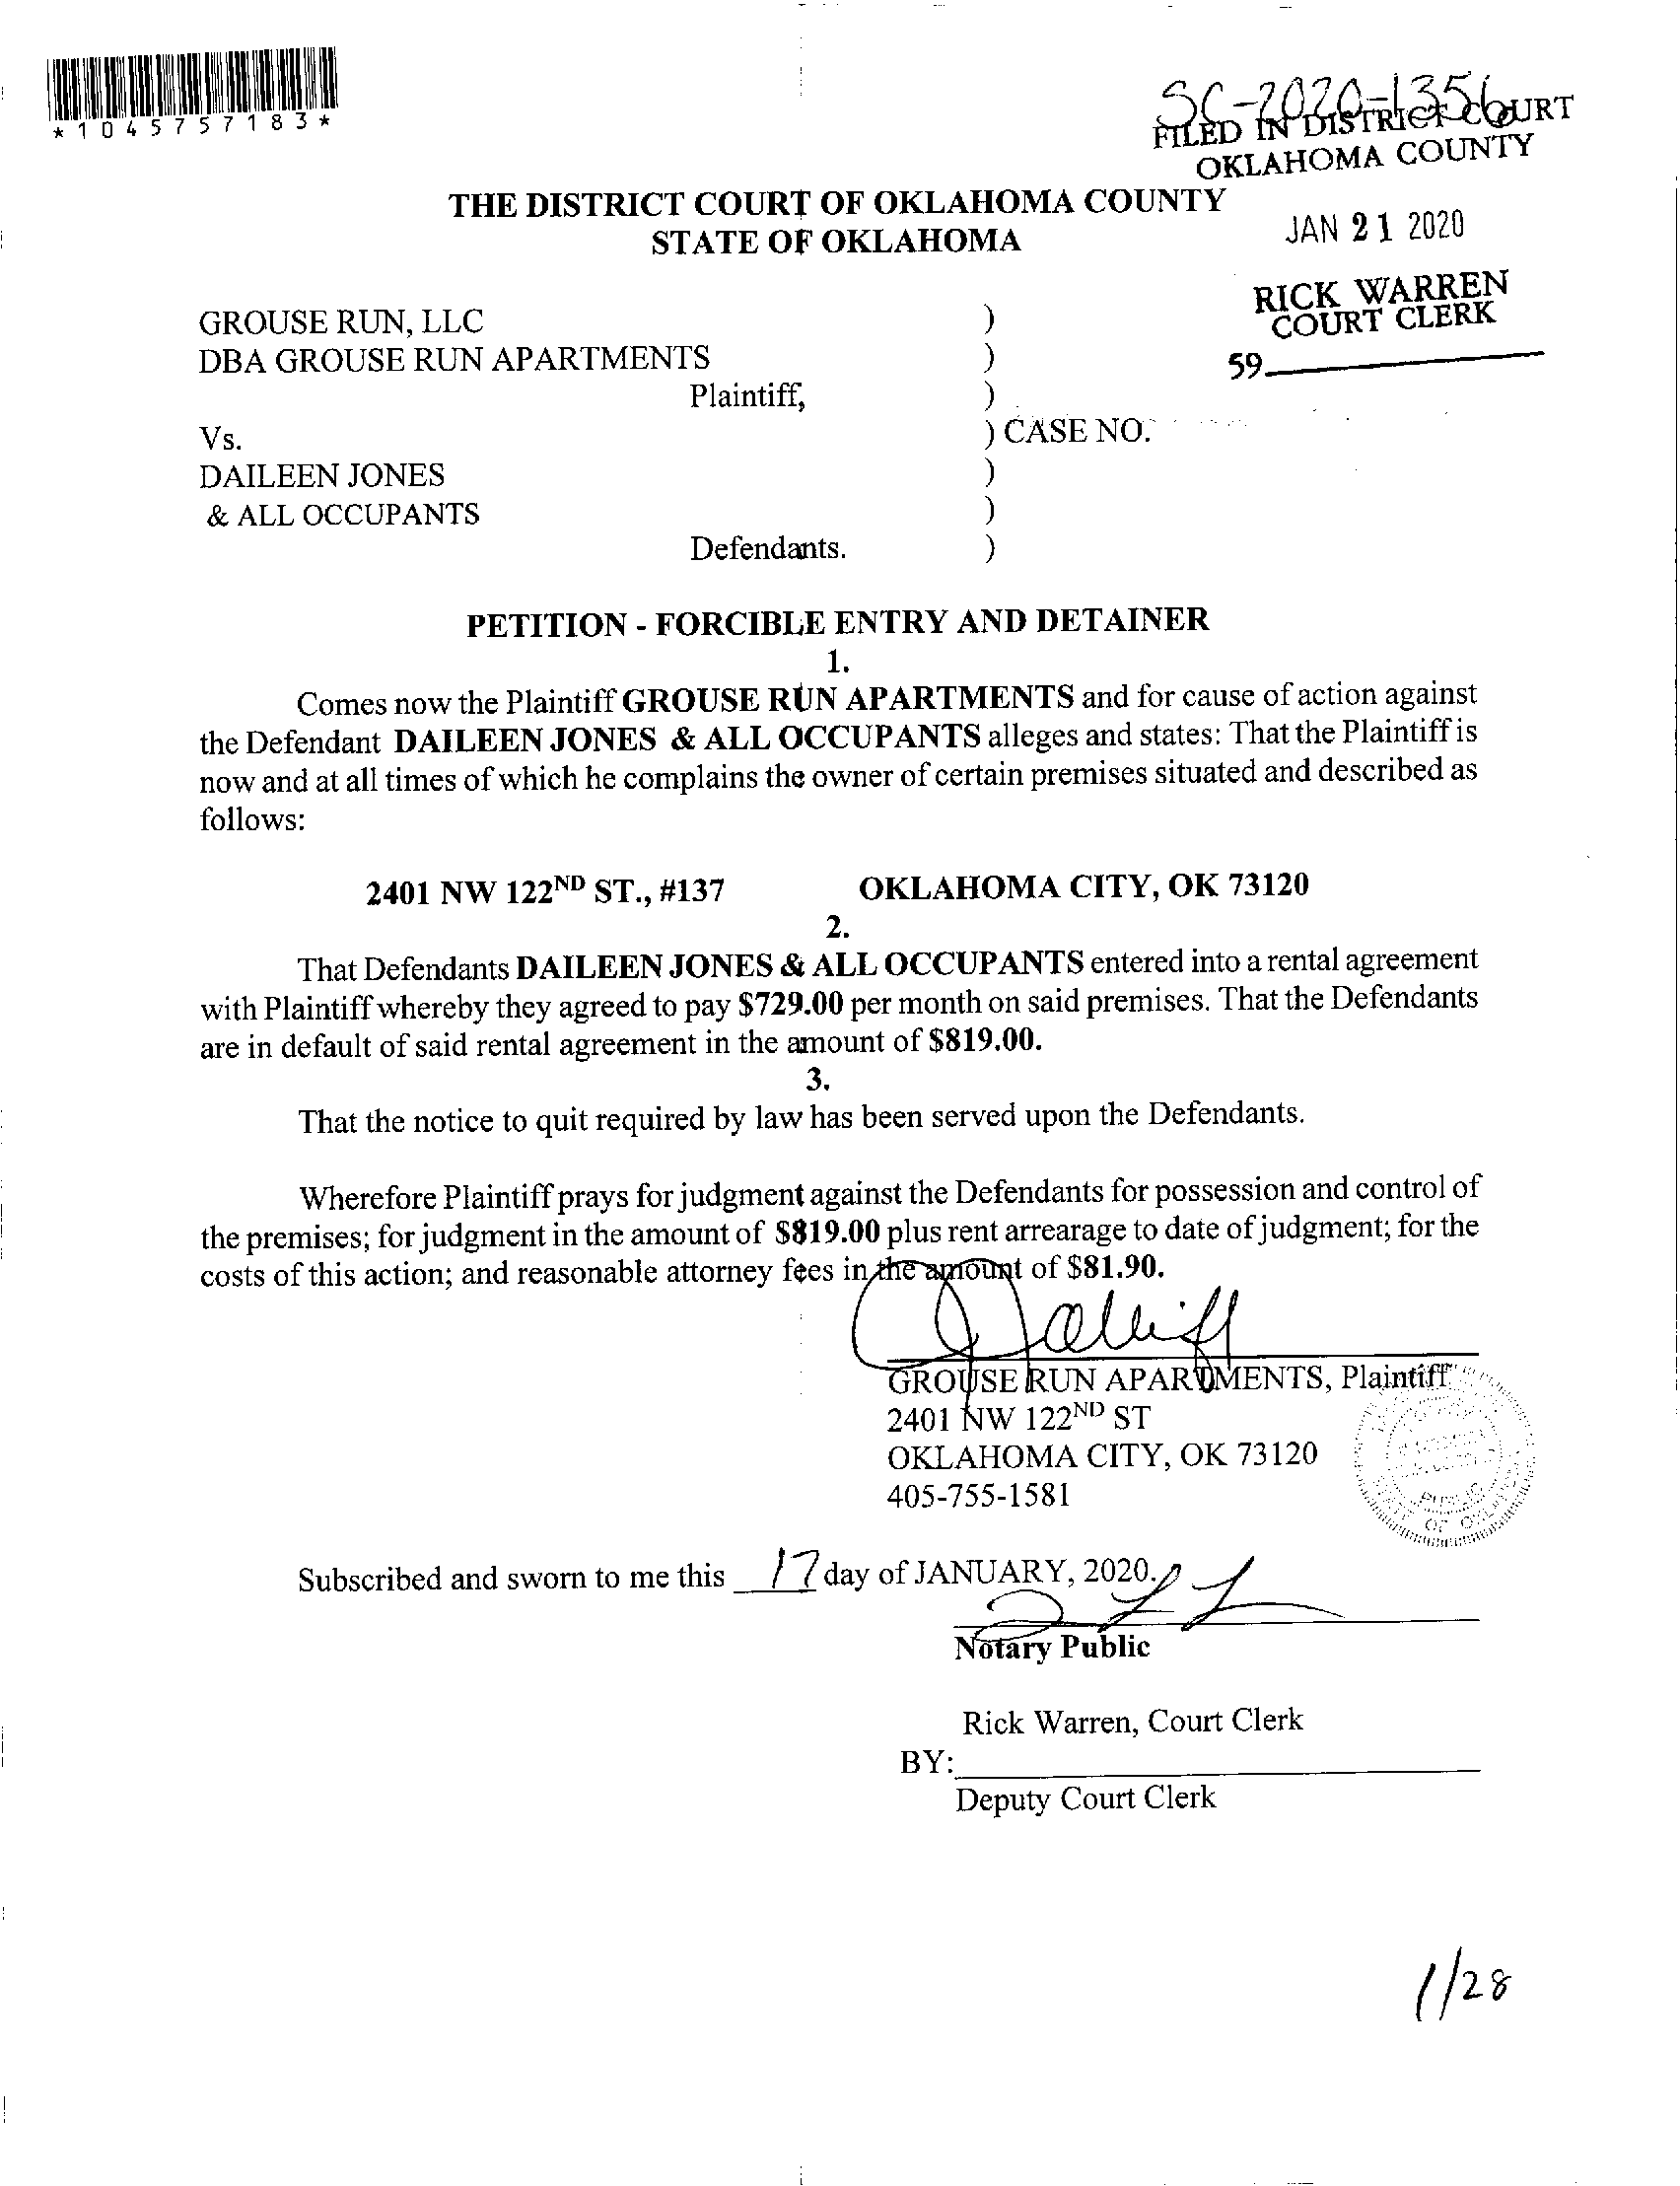 *1045757183*
SC-2020-1356
FILED IN DISTRICT COURT
OKLAHOMA COUNTY
JAN 21 2020
RICK WARREN
COURT CLERK
59
THE DISTRICT COURT OF OKLAHOMA COUNTY
STATE OF OKLAHOMA
GROUSE RUN, LLC )
DBA GROUSE RUN APARTMENTS )
Plaintiff, )
Vs. ) CASE NO.
DAILEEN JONES )
& ALL OCCUPANTS )
Defendants. )
PETITION - FORCIBLE ENTRY AND DETAINER
1.
Comes now the Plaintiff GROUSE RUN APARTMENTS and for cause of action against
the Defendant DAILEEN JONES & ALL OCCUPANTS alleges and states: That the Plaintiff is
now and at all times of which he complains the owner of certain premises situated and described as
follows:
2401 NW 122ND ST., #137 OKLAHOMA CITY, OK 73120
2.
That Defendants DAILEEN JONES & ALL OCCUPANTS entered into a rental agreement
with Plaintiff whereby they agreed to pay $729.00 per month on said premises. That the Defendants
are in default of said rental agreement in the amount of $819.00.
3.
That the notice to quit required by law has been served upon the Defendants.
Wherefore Plaintiff prays for judgment against the Defendants for possession and control of
the premises; for judgment in the amount of $819.00 plus rent arrearage to date of judgment; for the
costs of this action; and reasonable attorney fees in the amount of $81.90.
GROUSE RUN APARTMENTS, Plaintiff
2401 NW 122ND ST
OKLAHOMA CITY, OK 73120
405-755-1581
PUBLIC
OF
Subscribed and sworn to me this 17 day of JANUARY, 2020.
Notary Public
Rick Warren, Court Clerk
BY:
Deputy Court Clerk
1/28